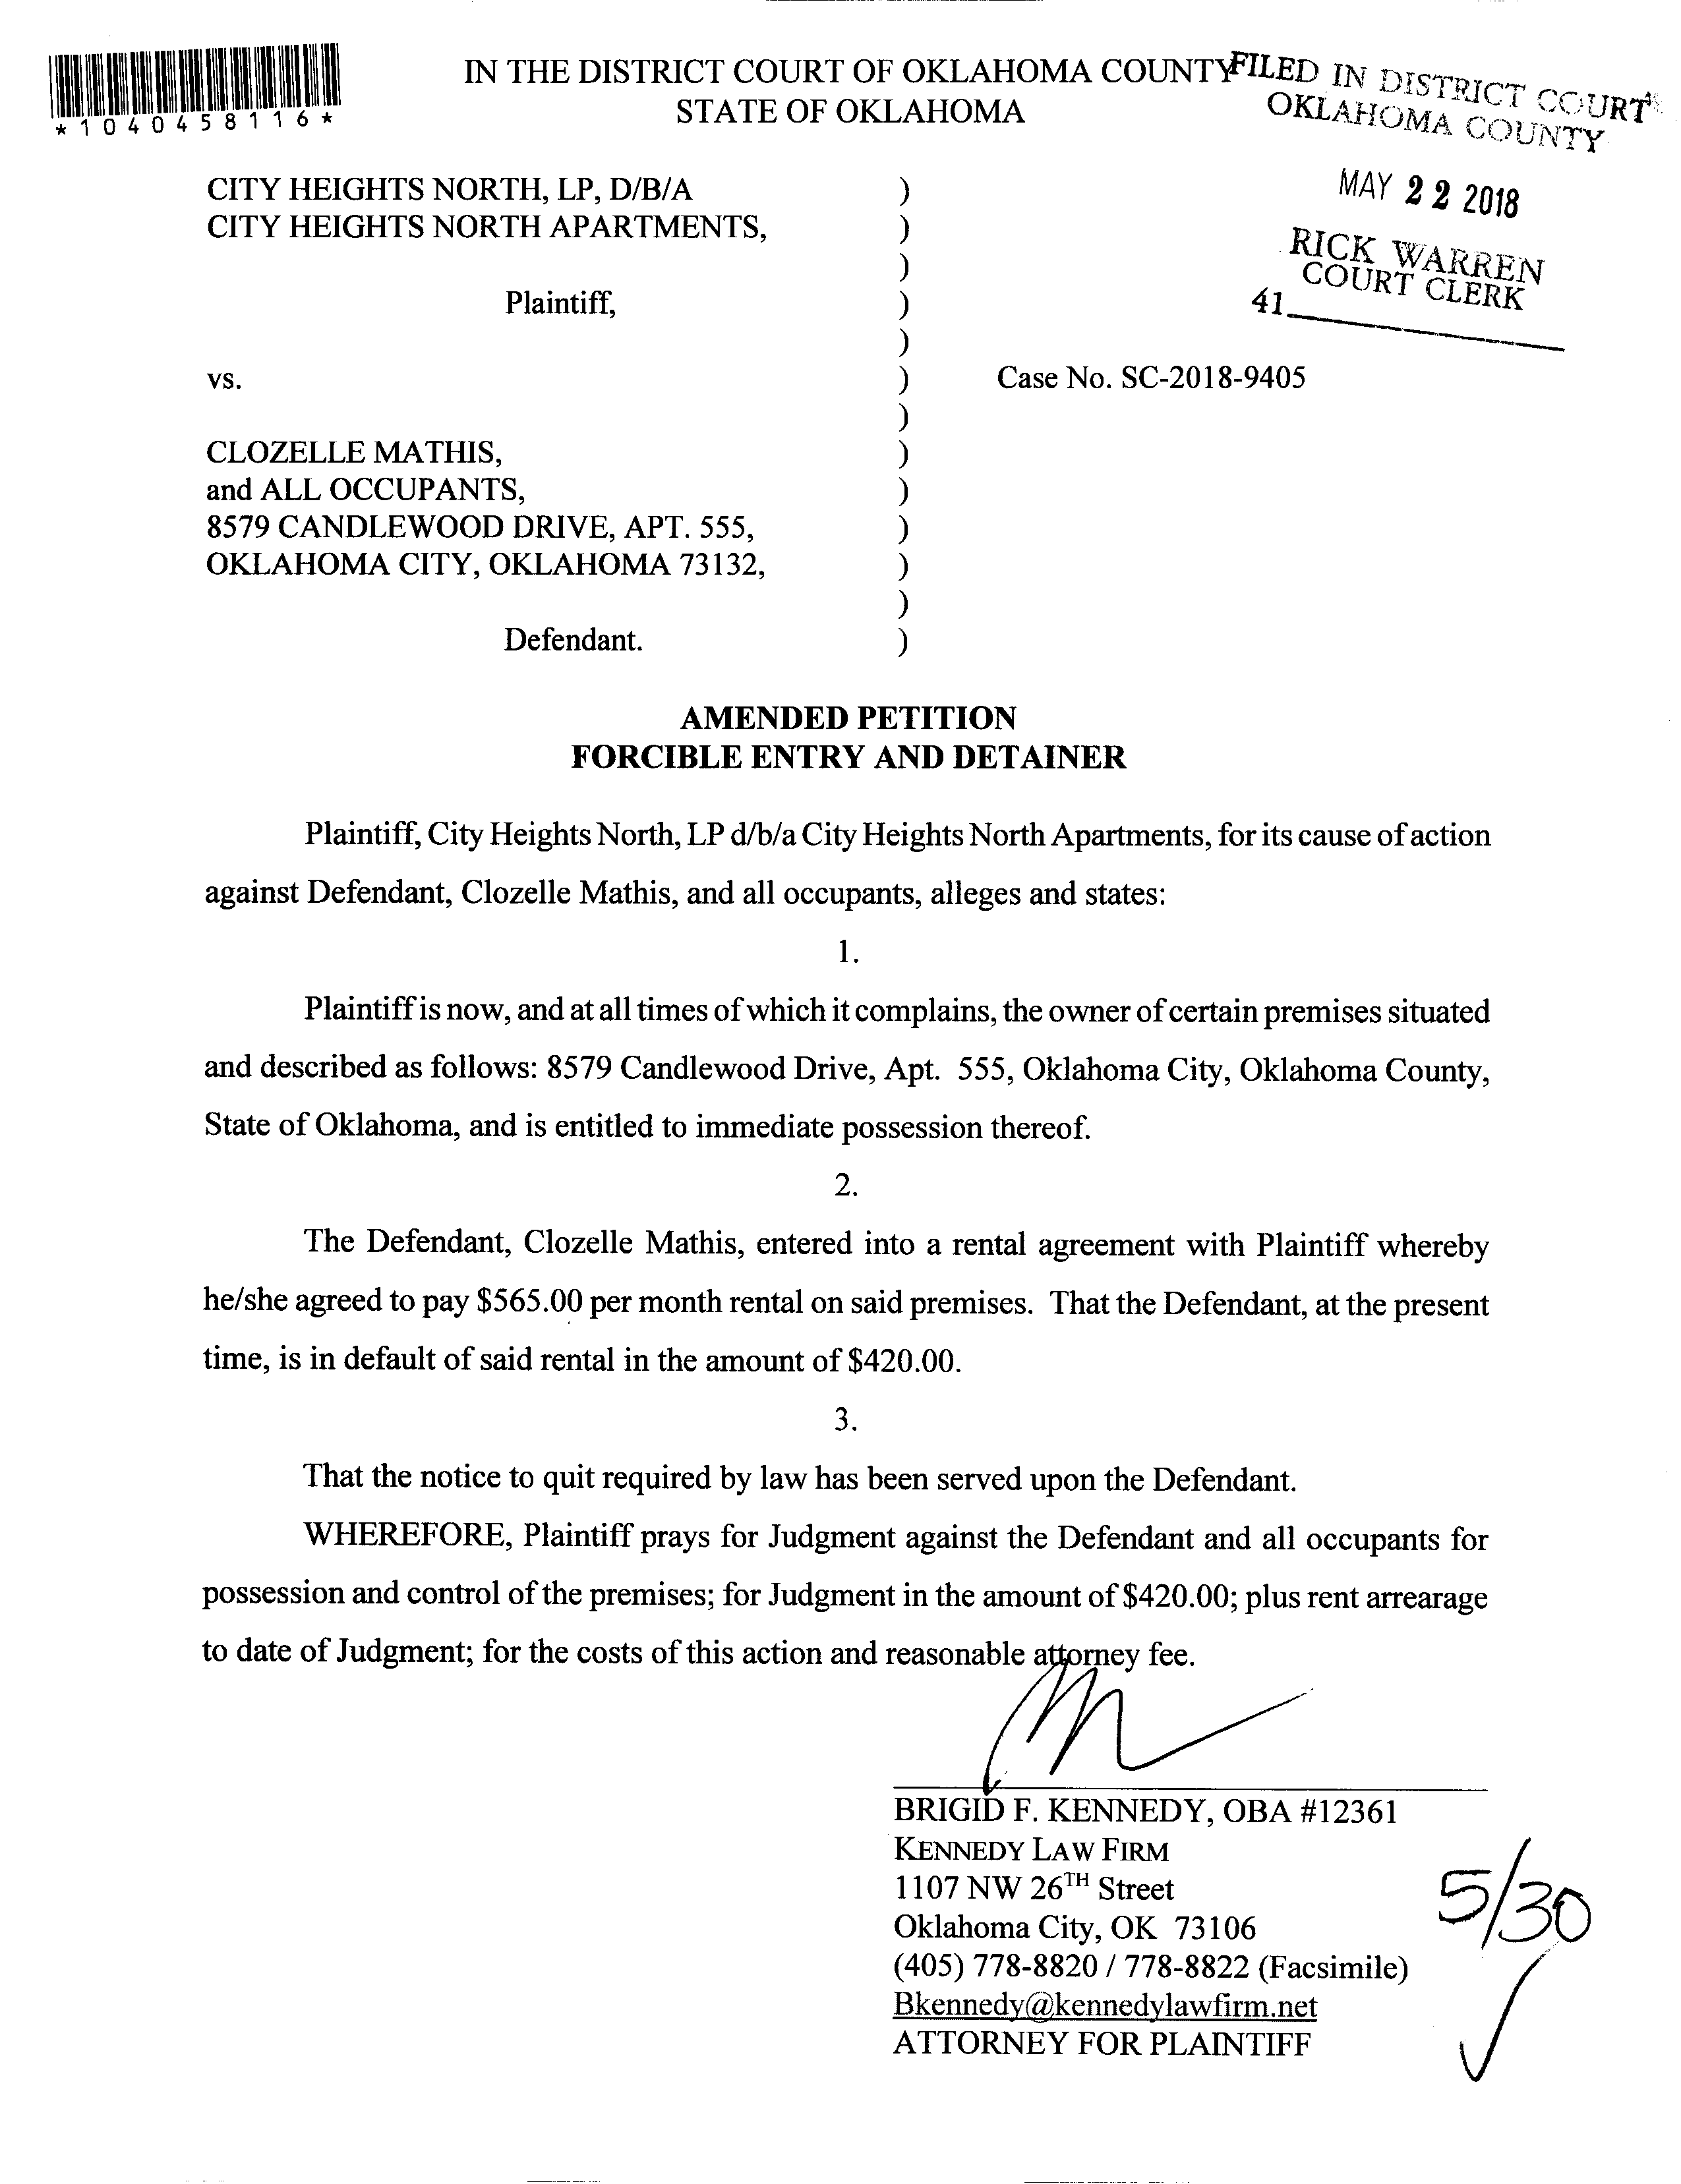 *1040458116*
IN THE DISTRICT COURT OF OKLAHOMA COUNTY
STATE OF OKLAHOMA
FILED IN DISTRICT COURT
OKLAHOMA COUNTY
MAY 22 2018
RICK WARREN
COURT CLERK
41
CITY HEIGHTS NORTH, LP, D/B/A )
CITY HEIGHTS NORTH APARTMENTS, )
)
Plaintiff, )
)
vs. ) Case No. SC-2018-9405
)
CLOZELLE MATHIS, )
and ALL OCCUPANTS, )
8579 CANDLEWOOD DRIVE, APT. 555, )
OKLAHOMA CITY, OKLAHOMA 73132, )
)
Defendant. )
AMENDED PETITION
FORCIBLE ENTRY AND DETAINER
Plaintiff, City Heights North, LP d/b/a City Heights North Apartments, for its cause of action
against Defendant, Clozelle Mathis, and all occupants, alleges and states:
1.
Plaintiff is now, and at all times of which it complains, the owner of certain premises situated
and described as follows: 8579 Candlewood Drive, Apt. 555, Oklahoma City, Oklahoma County,
State of Oklahoma, and is entitled to immediate possession thereof.
2.
The Defendant, Clozelle Mathis, entered into a rental agreement with Plaintiff whereby
he/she agreed to pay $565.00 per month rental on said premises. That the Defendant, at the present
time, is in default of said rental in the amount of $420.00.
3.
That the notice to quit required by law has been served upon the Defendant.
WHEREFORE, Plaintiff prays for Judgment against the Defendant and all occupants for
possession and control of the premises; for Judgment in the amount of $420.00; plus rent arrearage
to date of Judgment; for the costs of this action and reasonable attorney fee.
BRIGID F. KENNEDY, OBA #12361
KENNEDY LAW FIRM
1107 NW 26TH Street
Oklahoma City, OK 73106
(405) 778-8820 / 778-8822 (Facsimile)
Bkennedy@kennedylawfirm.net
ATTORNEY FOR PLAINTIFF
5/30